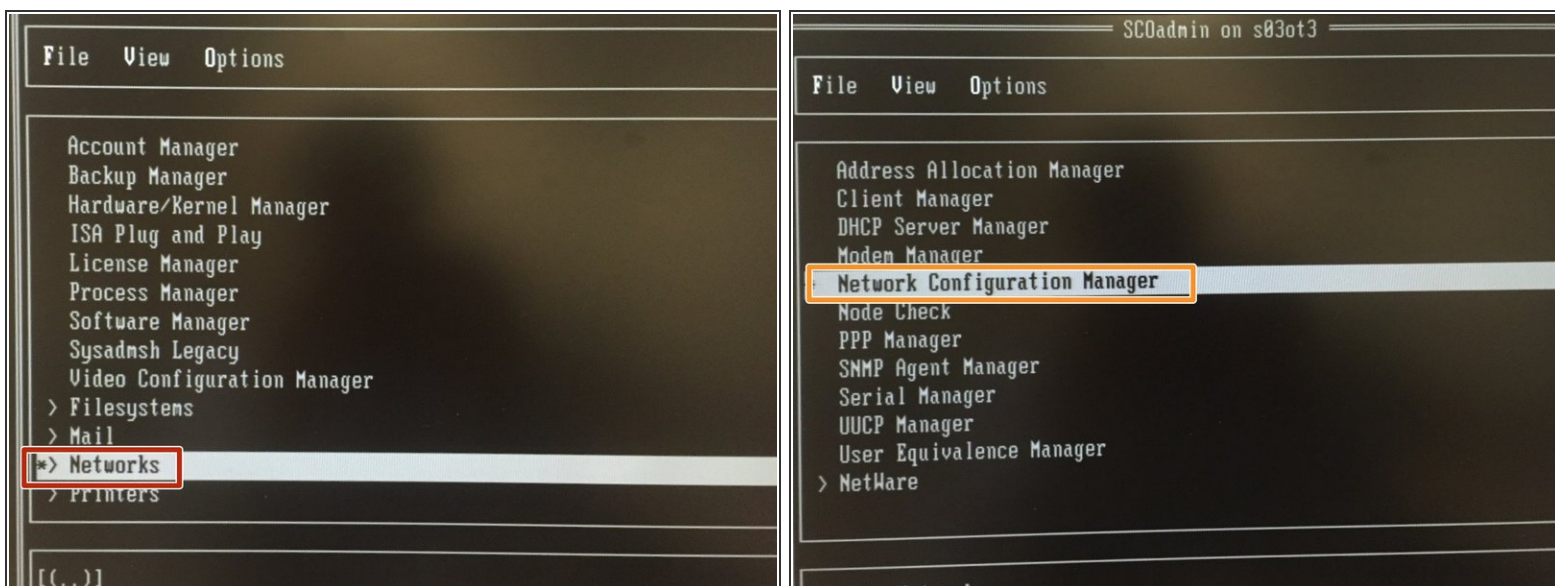 File View Options
Account Manager
Backup Manager
Hardware/Kernel Manager
ISA Plug and Play
License Manager
Process Manager
Software Manager
Sysadmsh Legacy
Video Configuration Manager
> Filesystems
> Mail
*> Networks
> Printers
[(..)]
SCOadmin on s03ot3
File View Options
Address Allocation Manager
Client Manager
DHCP Server Manager
Modem Manager
Network Configuration Manager
Node Check
PPP Manager
SNMP Agent Manager
Serial Manager
UUCP Manager
User Equivalence Manager
> NetWare